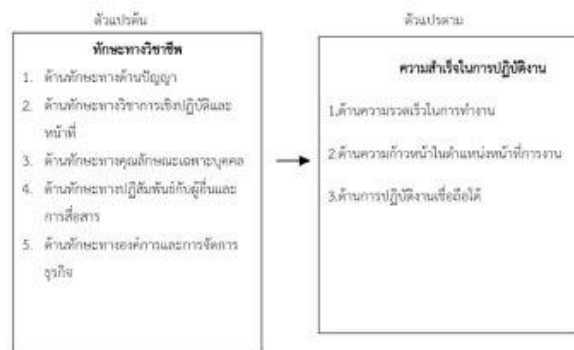 ตัวแปรต้น
ทักษะทางวิชาชีพ
1. ด้านทักษะทางด้านปัญญา
2. ด้านทักษะทางวิชาการเชิงปฏิบัติและ
หน้าที่
3. ด้านทักษะทางคุณลักษณะเฉพาะบุคคล
4. ด้านทักษะทางปฏิสัมพันธ์กับผู้อื่นและ
การสื่อสาร
5. ด้านทักษะทางองค์การและการจัดการ
ธุรกิจ
ตัวแปรตาม
ความสำเร็จในการปฏิบัติงาน
1.ด้านความรวดเร็วในการทำงาน
2.ด้านความก้าวหน้าในตำแหน่งหน้าที่การงาน
3.ด้านการปฏิบัติงานเชื่อถือได้